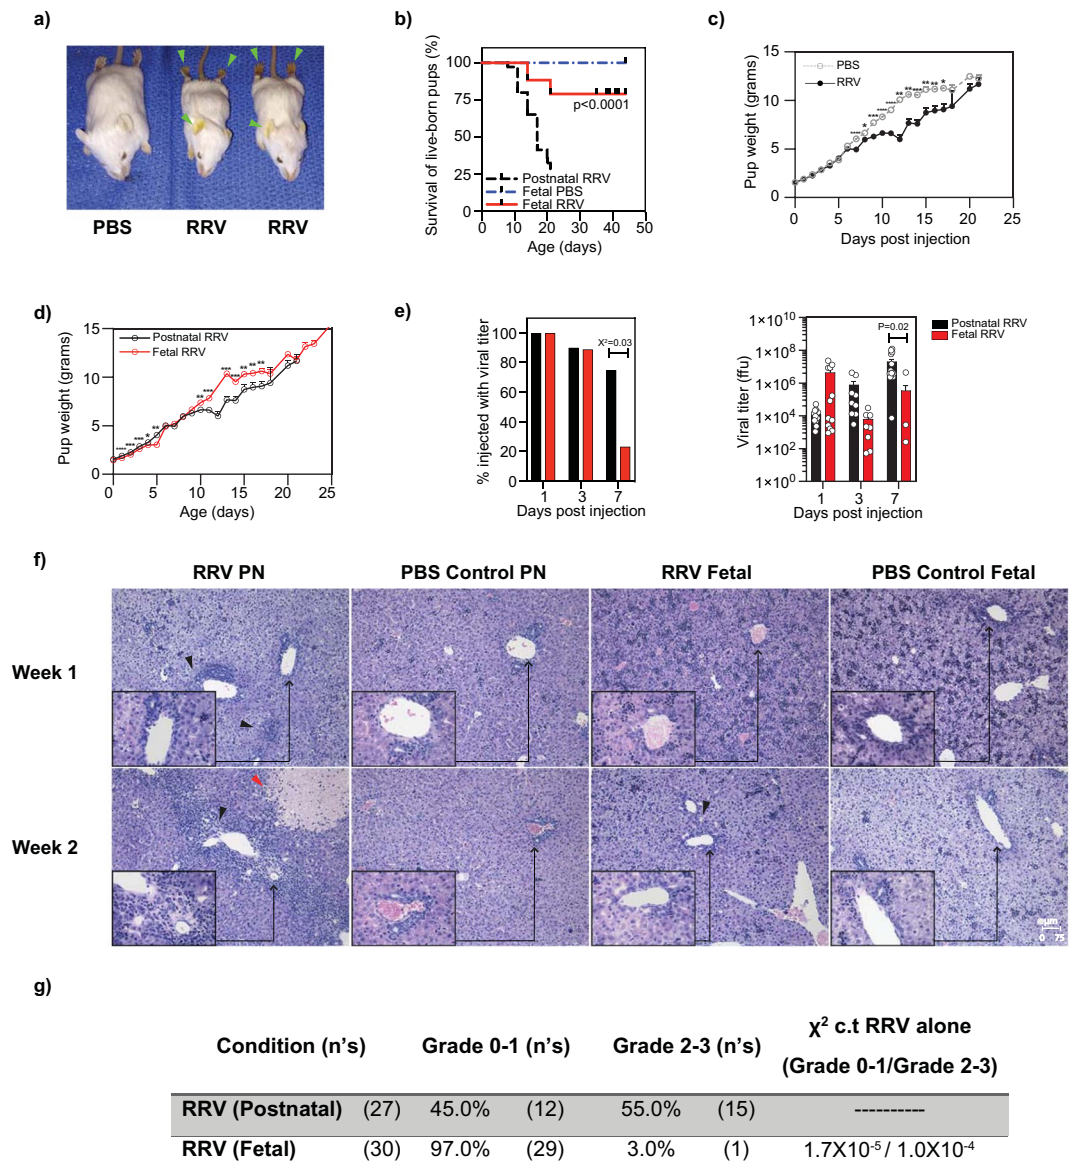 a)
PBS
RRV
RRV
b)
Survival of live-born pups (%)
100
75
50
25
0
p<0.0001
Postnatal RRV
Fetal PBS
Fetal RRV
0 10 20 30 40 50
Age (days)
c)
Pup weight (grams)
15
10
5
0
PBS
RRV
**** * *** **** **** ** *** *** ** ** *
0 5 10 15 20 25
Days post injection
d)
Pup weight (grams)
15
10
5
0
Postnatal RRV
Fetal RRV
**** *** *** * ** ** *** *** *** ** ** **
0 5 10 15 20 25
Age (days)
e)
% injected with viral titer
100
80
60
40
20
0
X²=0.03
1 3 7
Days post injection
Viral titer (ffu)
1×10¹⁰
1×10⁸
1×10⁶
1×10⁴
1×10²
1×10⁰
P=0.02
Postnatal RRV
Fetal RRV
1 3 7
Days post injection
f)
RRV PN
PBS Control PN
RRV Fetal
PBS Control Fetal
Week 1
Week 2
0 75
g)
Condition (n's) Grade 0-1 (n's) Grade 2-3 (n's) χ² c.t RRV alone
(Grade 0-1/Grade 2-3)
RRV (Postnatal) (27) 45.0% (12) 55.0% (15) ----------
RRV (Fetal) (30) 97.0% (29) 3.0% (1) 1.7X10⁻⁵ / 1.0X10⁻⁴